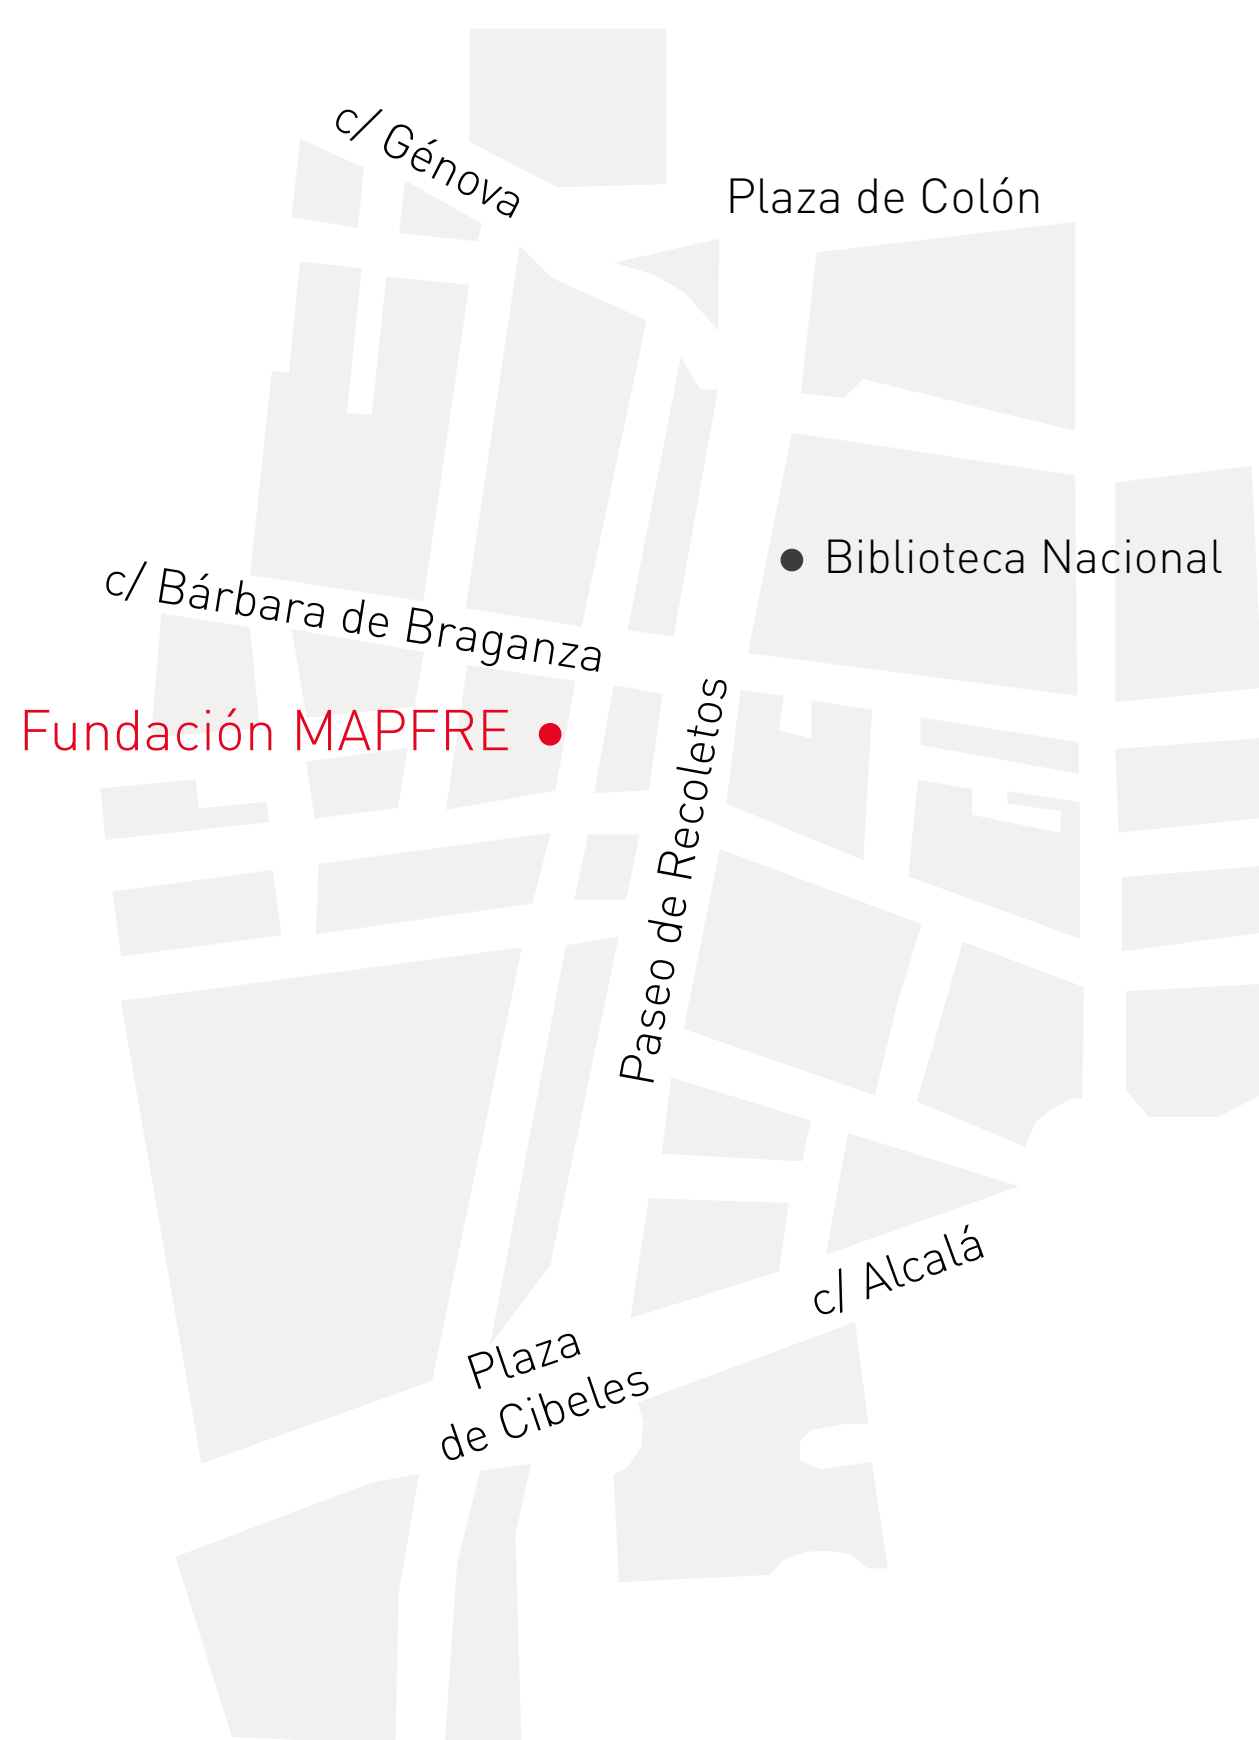 c/ Génova
Plaza de Colón
Biblioteca Nacional
c/ Bárbara de Braganza
Fundación MAPFRE
Paseo de Recoletos
c/ Alcalá
Plaza
de Cibeles